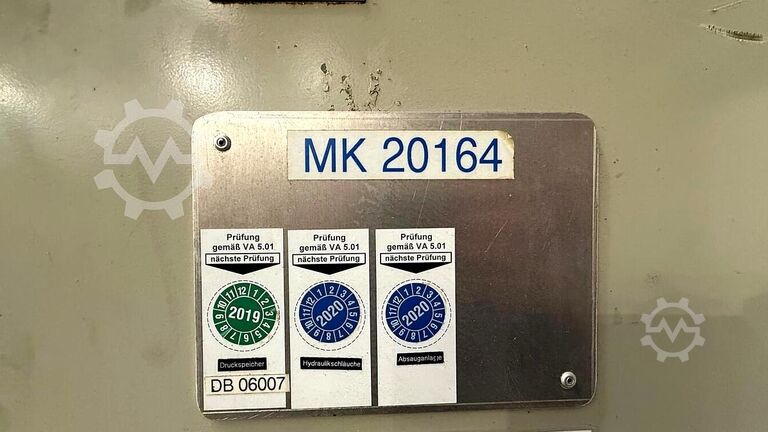 MK 20164
Prüfung
gemäß VA 5.01
nächste Prüfung
2019
Druckspeicher
DB 06007
Prüfung
gemäß VA 5.01
nächste Prüfung
2020
Hydraulikschläuche
Prüfung
gemäß VA 5.01
nächste Prüfung
2020
Absauganlage